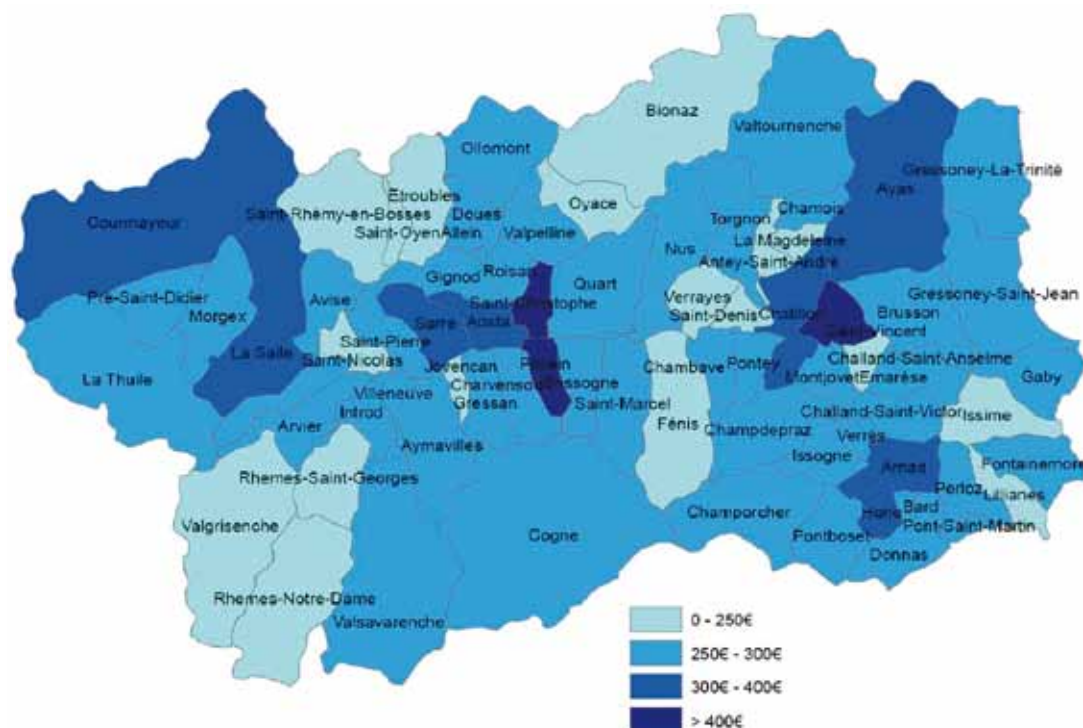 Bionaz
Valtournenche
Ollomont
Gressoney-La-Trinité
Ayas
Etroubles
Oyace
Chamois
Courmayeur
Saint-Rhemy-en-Bosses
Doues
Torgnon
Saint-Oyen
Allein
Valpelline
La Magdeleine
Nus
Antey-Saint-André
Gignod
Roisan
Quart
Pré-Saint-Didier
Avise
Gressoney-Saint-Jean
Morgex
Saint-Christophe
Verrayes
Saint-Denis
Brusson
Sarre
Aosta
Chatillon
Saint-Vincent
La Salle
Saint-Pierre
Saint-Nicolas
Jovencan
Pollein
Chambave
Pontey
Challand-Saint-Anselme
La Thuile
Charvensod
Brissogne
Montjovet
Emarèse
Gaby
Villeneuve
Gressan
Saint-Marcel
Introd
Challand-Saint-Victor
Issime
Arvier
Fénis
Champdepraz
Verrès
Aymavilles
Issogne
Arnad
Fontainemore
Rhemes-Saint-Georges
Perloz
Lillianes
Valgrisenche
Champorcher
Hone
Bard
Pontboset
Pont-Saint-Martin
Cogne
Donnas
Rhemes-Notre-Dame
Valsavarenche
0 - 250€
250€ - 300€
300€ - 400€
> 400€